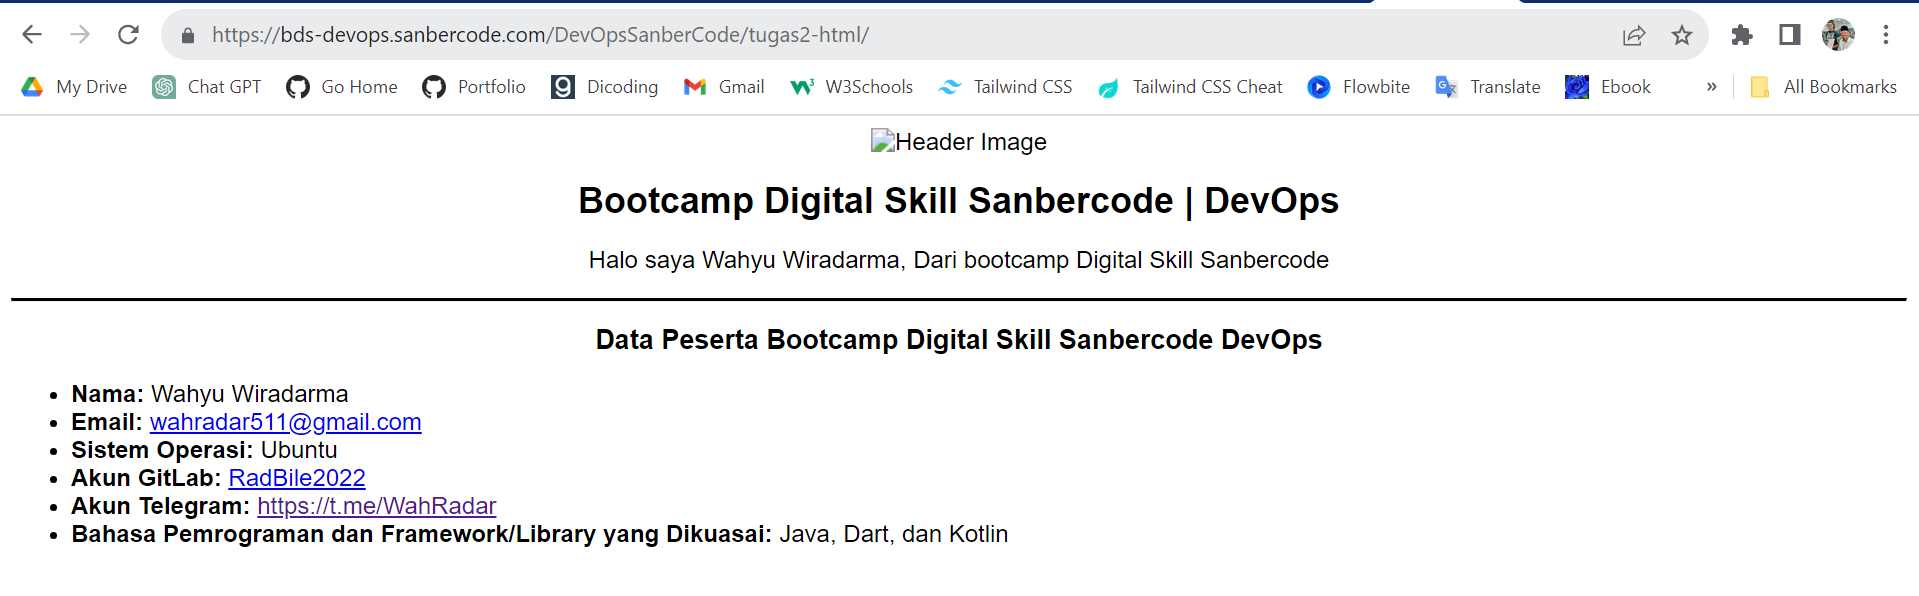 https://bds-devops.sanbercode.com/DevOpsSanberCode/tugas2-html/
My Drive Chat GPT Go Home Portfolio Dicoding Gmail W3Schools Tailwind CSS Tailwind CSS Cheat Flowbite Translate Ebook » All Bookmarks
Header Image
Bootcamp Digital Skill Sanbercode | DevOps
Halo saya Wahyu Wiradarma, Dari bootcamp Digital Skill Sanbercode
Data Peserta Bootcamp Digital Skill Sanbercode DevOps
• Nama: Wahyu Wiradarma
• Email: wahradar511@gmail.com
• Sistem Operasi: Ubuntu
• Akun GitLab: RadBile2022
• Akun Telegram: https://t.me/WahRadar
• Bahasa Pemrograman dan Framework/Library yang Dikuasai: Java, Dart, dan Kotlin